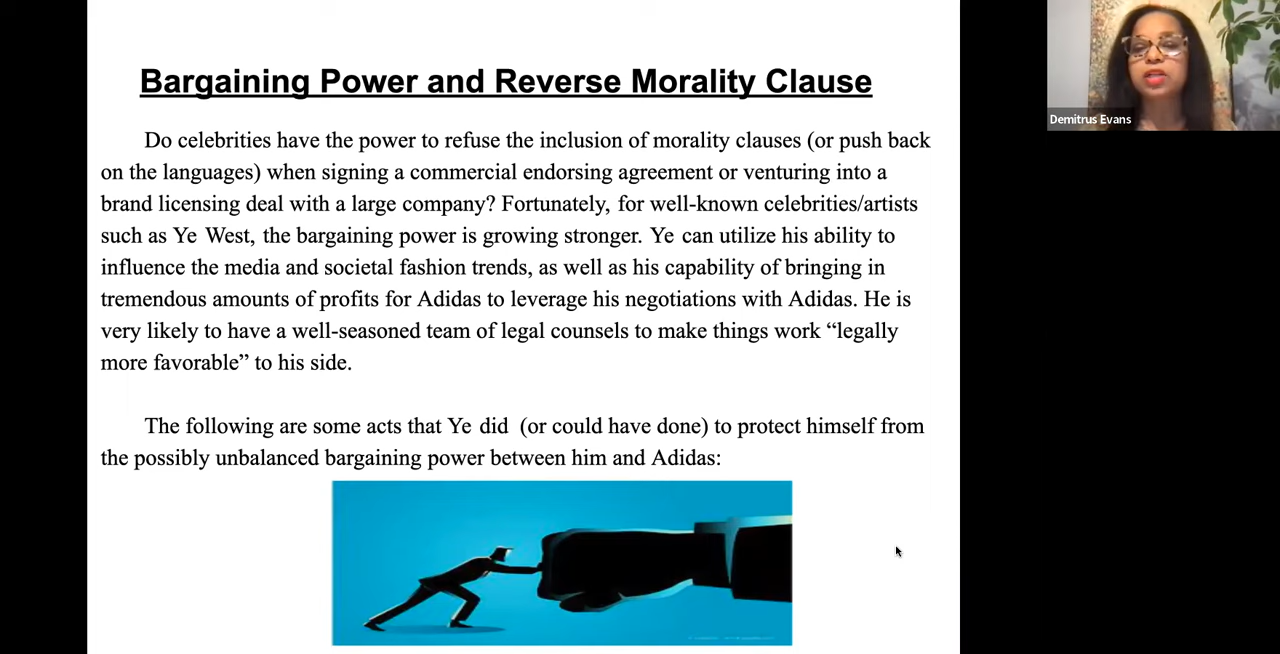 Bargaining Power and Reverse Morality Clause
Do celebrities have the power to refuse the inclusion of morality clauses (or push back
on the languages) when signing a commercial endorsing agreement or venturing into a
brand licensing deal with a large company? Fortunately, for well-known celebrities/artists
such as Ye West, the bargaining power is growing stronger. Ye can utilize his ability to
influence the media and societal fashion trends, as well as his capability of bringing in
tremendous amounts of profits for Adidas to leverage his negotiations with Adidas. He is
very likely to have a well-seasoned team of legal counsels to make things work “legally
more favorable” to his side.
The following are some acts that Ye did (or could have done) to protect himself from
the possibly unbalanced bargaining power between him and Adidas:
Demitrus Evans